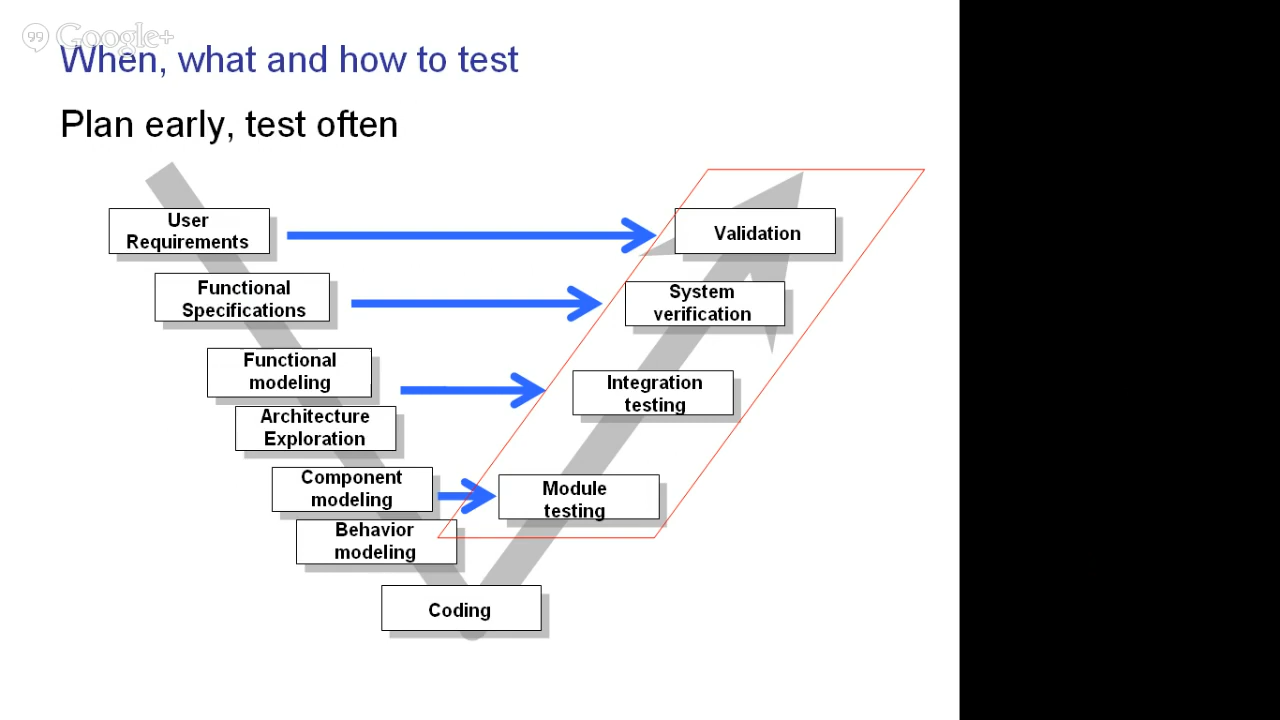 Google+
When, what and how to test
Plan early, test often
User
Requirements
Validation
Functional
Specifications
System
verification
Functional
modeling
Integration
testing
Architecture
Exploration
Component
modeling
Module
testing
Behavior
modeling
Coding